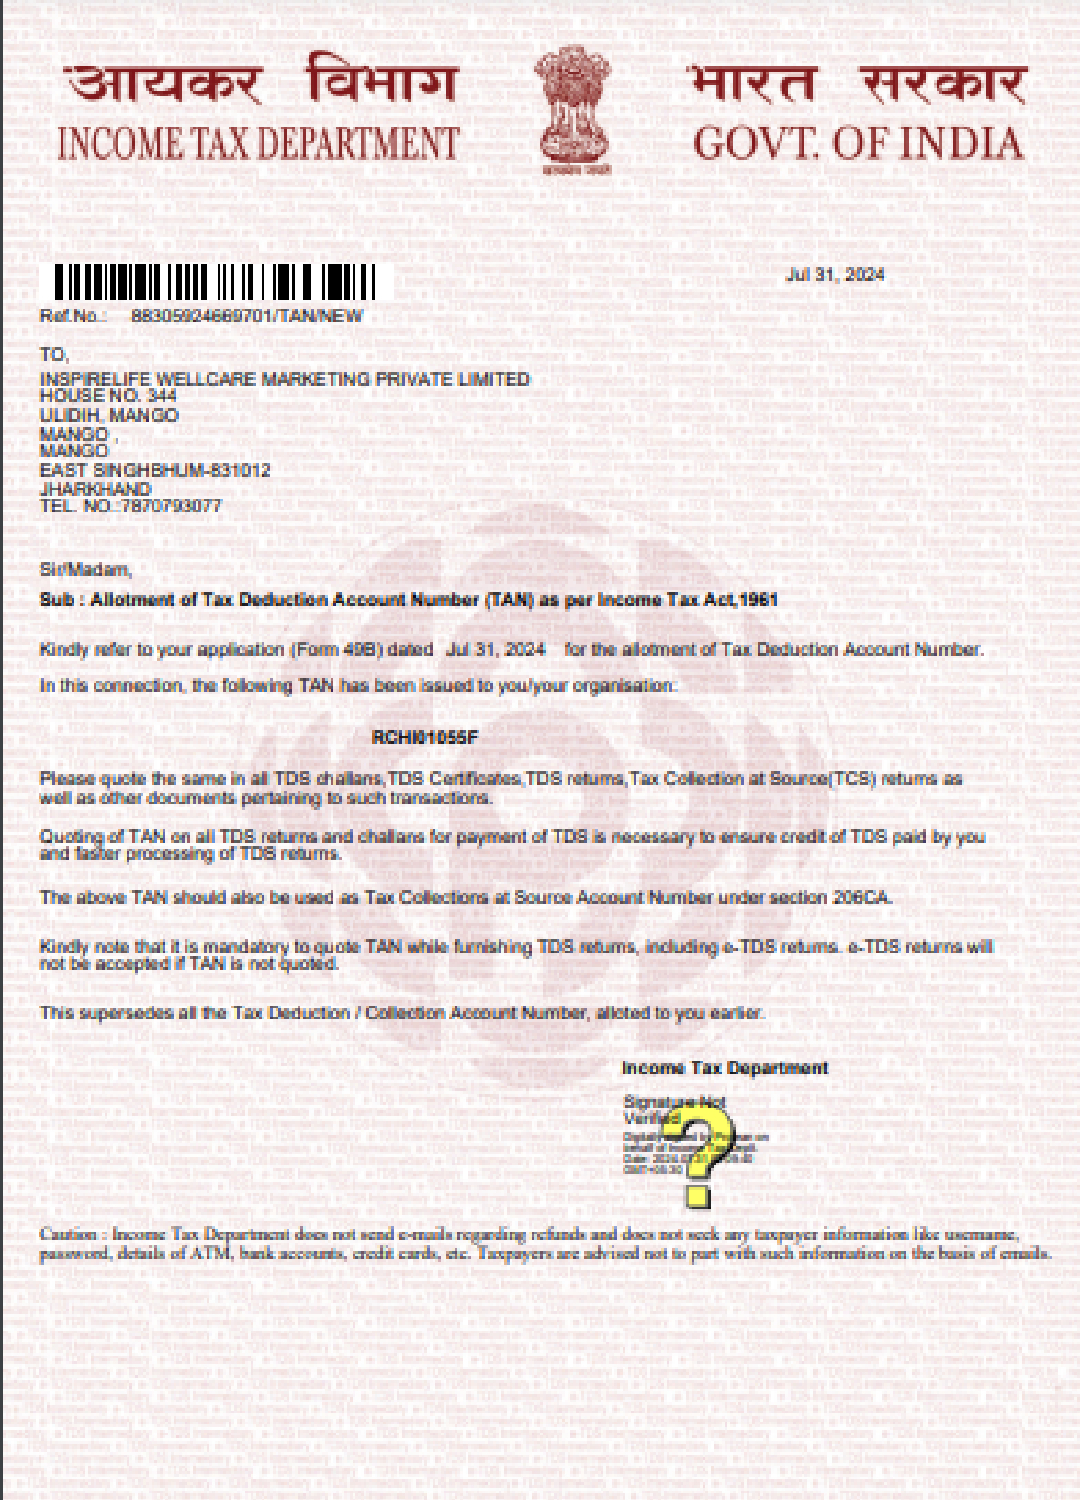 आयकर विभाग
INCOME TAX DEPARTMENT
भारत सरकार
GOVT. OF INDIA
सत्यमेव जयते
Jul 31, 2024
Ref.No.: 88305924669701/TAN/NEW
TO,
INSPIRELIFE WELLCARE MARKETING PRIVATE LIMITED
HOUSE NO. 344
ULIDIH, MANGO
MANGO ,
MANGO
EAST SINGHBHUM-831012
JHARKHAND
TEL. NO.:7870793077
Sir/Madam,
Sub : Allotment of Tax Deduction Account Number (TAN) as per Income Tax Act,1961
Kindly refer to your application (Form 49B) dated Jul 31, 2024 for the allotment of Tax Deduction Account Number.
In this connection, the following TAN has been issued to you/your organisation:
RCHI01055F
Please quote the same in all TDS challans,TDS Certificates,TDS returns,Tax Collection at Source(TCS) returns as
well as other documents pertaining to such transactions.
Quoting of TAN on all TDS returns and challans for payment of TDS is necessary to ensure credit of TDS paid by you
and faster processing of TDS returns.
The above TAN should also be used as Tax Collections at Source Account Number under section 206CA.
Kindly note that it is mandatory to quote TAN while furnishing TDS returns, including e-TDS returns. e-TDS returns will
not be accepted if TAN is not quoted.
This supersedes all the Tax Deduction / Collection Account Number, alloted to you earlier.
Income Tax Department
Signature Not
Verified
Caution : Income Tax Department does not send e-mails regarding refunds and does not seek any taxpayer information like username,
password, details of ATM, bank accounts, credit cards, etc. Taxpayers are advised not to part with such information on the basis of emails.